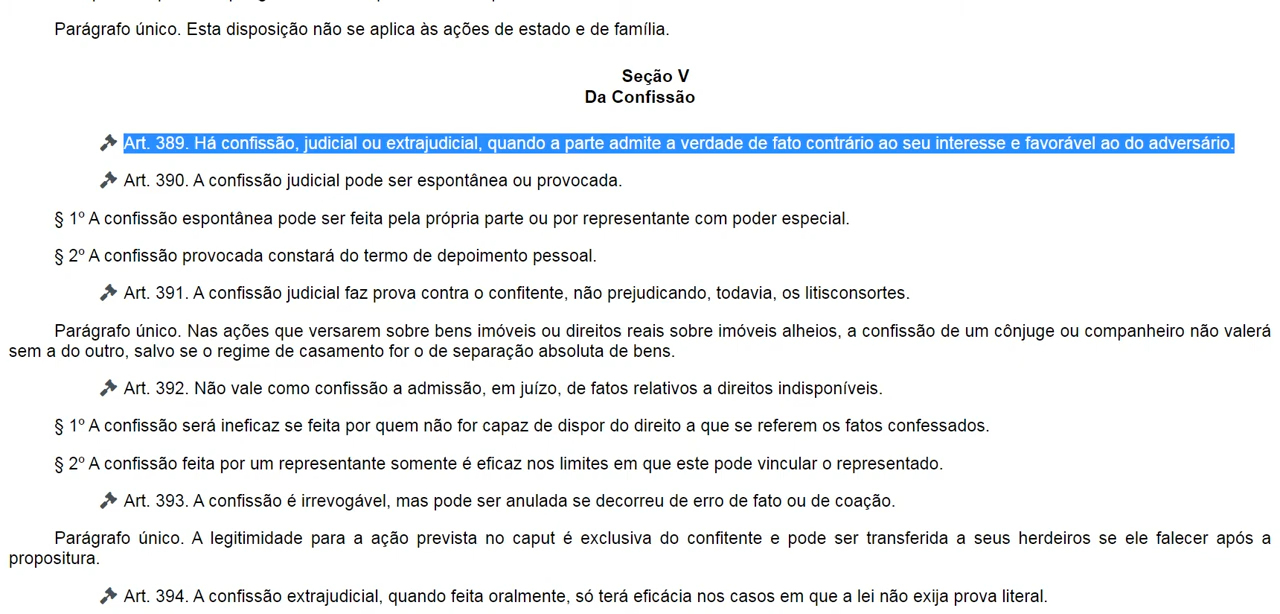 Parágrafo único. Esta disposição não se aplica às ações de estado e de família.
Seção V
Da Confissão
Art. 389. Há confissão, judicial ou extrajudicial, quando a parte admite a verdade de fato contrário ao seu interesse e favorável ao do adversário.
Art. 390. A confissão judicial pode ser espontânea ou provocada.
§ 1º A confissão espontânea pode ser feita pela própria parte ou por representante com poder especial.
§ 2º A confissão provocada constará do termo de depoimento pessoal.
Art. 391. A confissão judicial faz prova contra o confitente, não prejudicando, todavia, os litisconsortes.
Parágrafo único. Nas ações que versarem sobre bens imóveis ou direitos reais sobre imóveis alheios, a confissão de um cônjuge ou companheiro não valerá
sem a do outro, salvo se o regime de casamento for o de separação absoluta de bens.
Art. 392. Não vale como confissão a admissão, em juízo, de fatos relativos a direitos indisponíveis.
§ 1º A confissão será ineficaz se feita por quem não for capaz de dispor do direito a que se referem os fatos confessados.
§ 2º A confissão feita por um representante somente é eficaz nos limites em que este pode vincular o representado.
Art. 393. A confissão é irrevogável, mas pode ser anulada se decorreu de erro de fato ou de coação.
Parágrafo único. A legitimidade para a ação prevista no caput é exclusiva do confitente e pode ser transferida a seus herdeiros se ele falecer após a
propositura.
Art. 394. A confissão extrajudicial, quando feita oralmente, só terá eficácia nos casos em que a lei não exija prova literal.